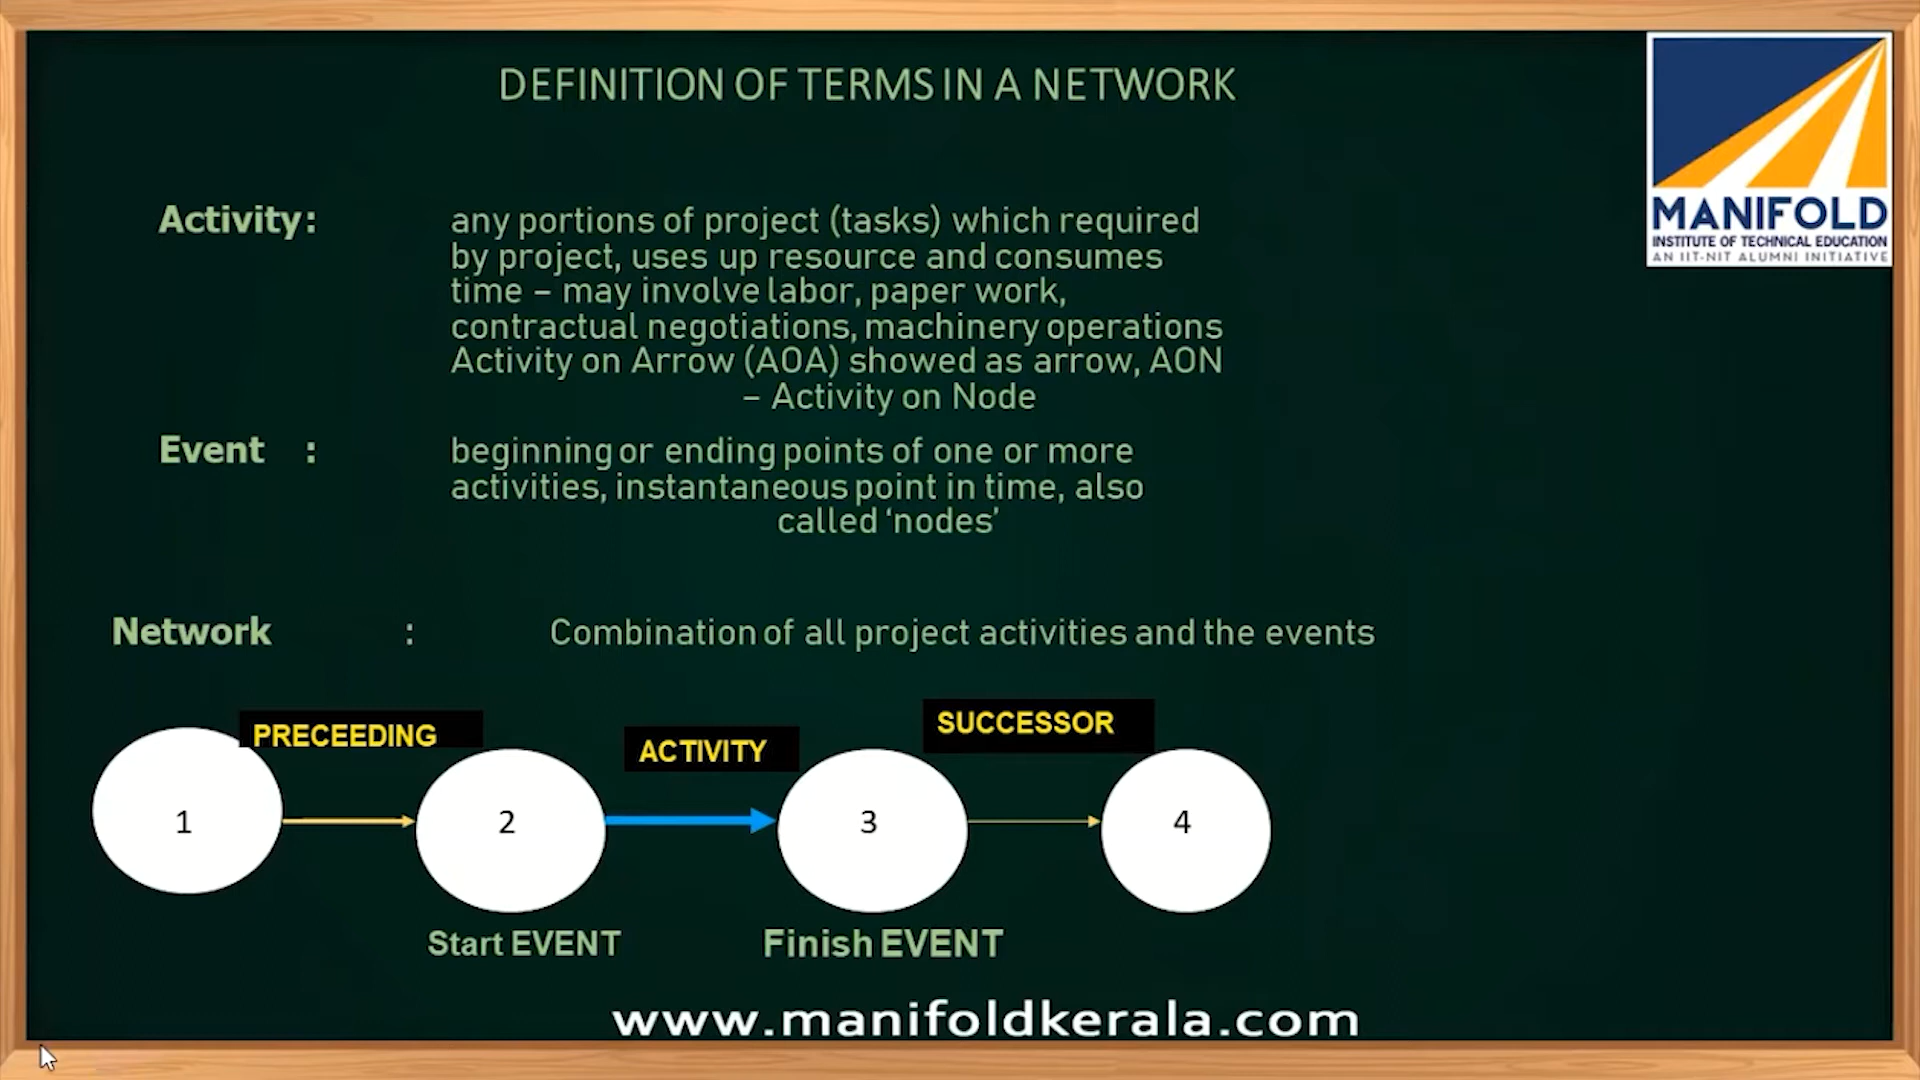 DEFINITION OF TERMS IN A NETWORK
MANIFOLD
INSTITUTE OF TECHNICAL EDUCATION
AN IIT-NIT ALUMNI INITIATIVE
Activity: any portions of project (tasks) which required
by project, uses up resource and consumes
time – may involve labor, paper work,
contractual negotiations, machinery operations
Activity on Arrow (AOA) showed as arrow, AON
– Activity on Node
Event : beginning or ending points of one or more
activities, instantaneous point in time, also
called ‘nodes’
Network : Combination of all project activities and the events
PRECEEDING
ACTIVITY
SUCCESSOR
1
2
3
4
Start EVENT
Finish EVENT
www.manifoldkerala.com